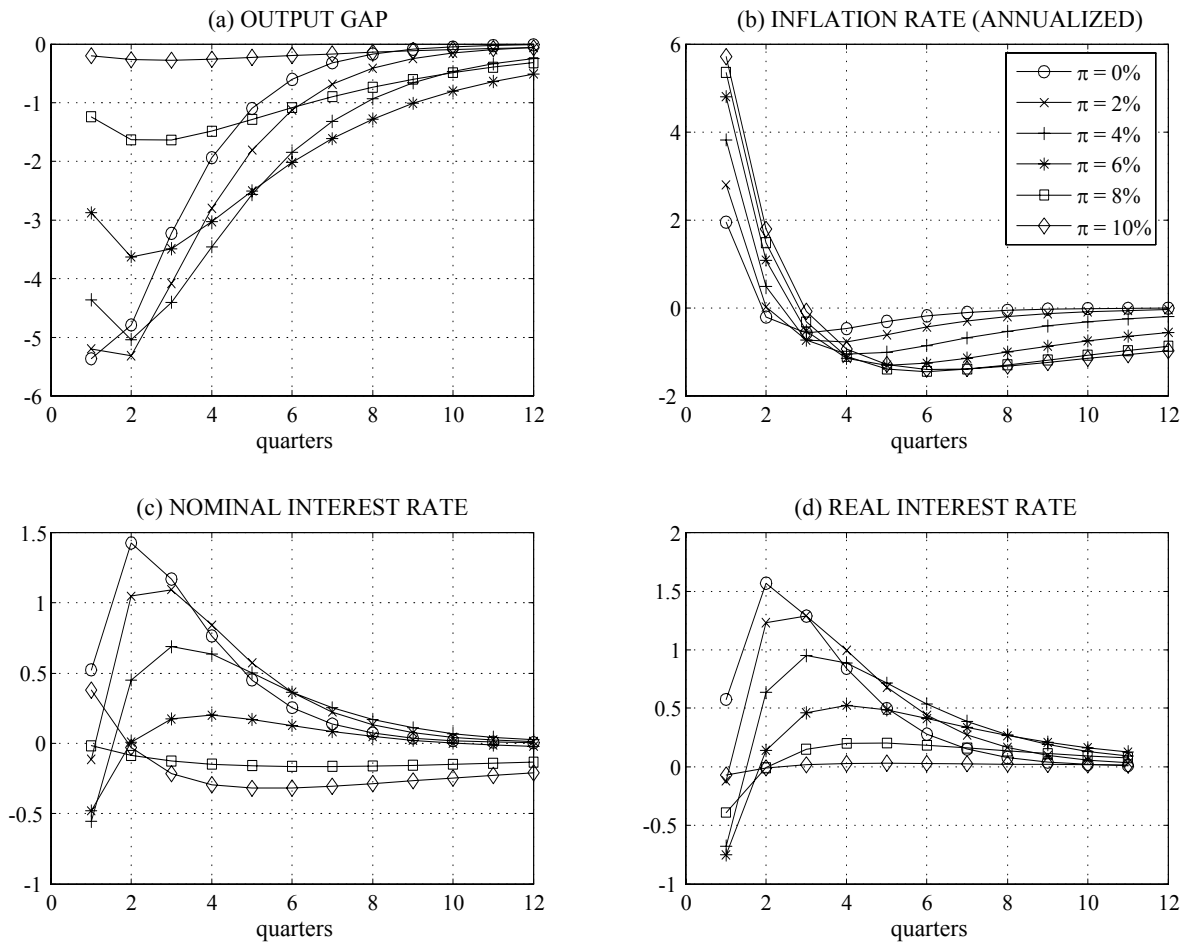 (a) OUTPUT GAP
0
-1
-2
-3
-4
-5
-6
0 2 4 6 8 10 12
quarters
(b) INFLATION RATE (ANNUALIZED)
6
4
2
0
-2
0 2 4 6 8 10 12
quarters
π = 0%
π = 2%
π = 4%
π = 6%
π = 8%
π = 10%
(c) NOMINAL INTEREST RATE
1.5
1
0.5
0
-0.5
-1
0 2 4 6 8 10 12
quarters
(d) REAL INTEREST RATE
2
1.5
1
0.5
0
-0.5
-1
0 2 4 6 8 10 12
quarters